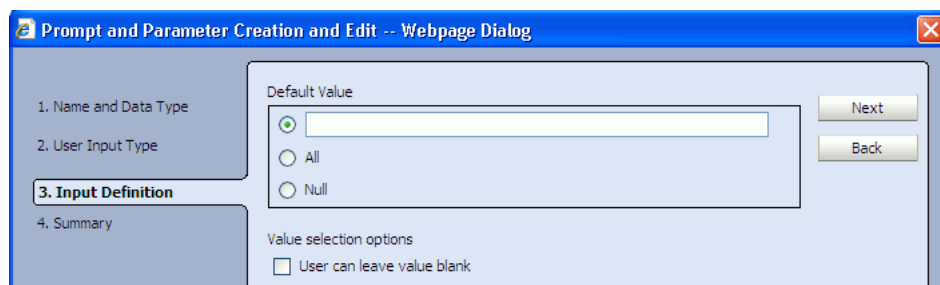 Prompt and Parameter Creation and Edit -- Webpage Dialog
1. Name and Data Type
2. User Input Type
3. Input Definition
4. Summary
Default Value
All
Null
Value selection options
User can leave value blank
Next
Back